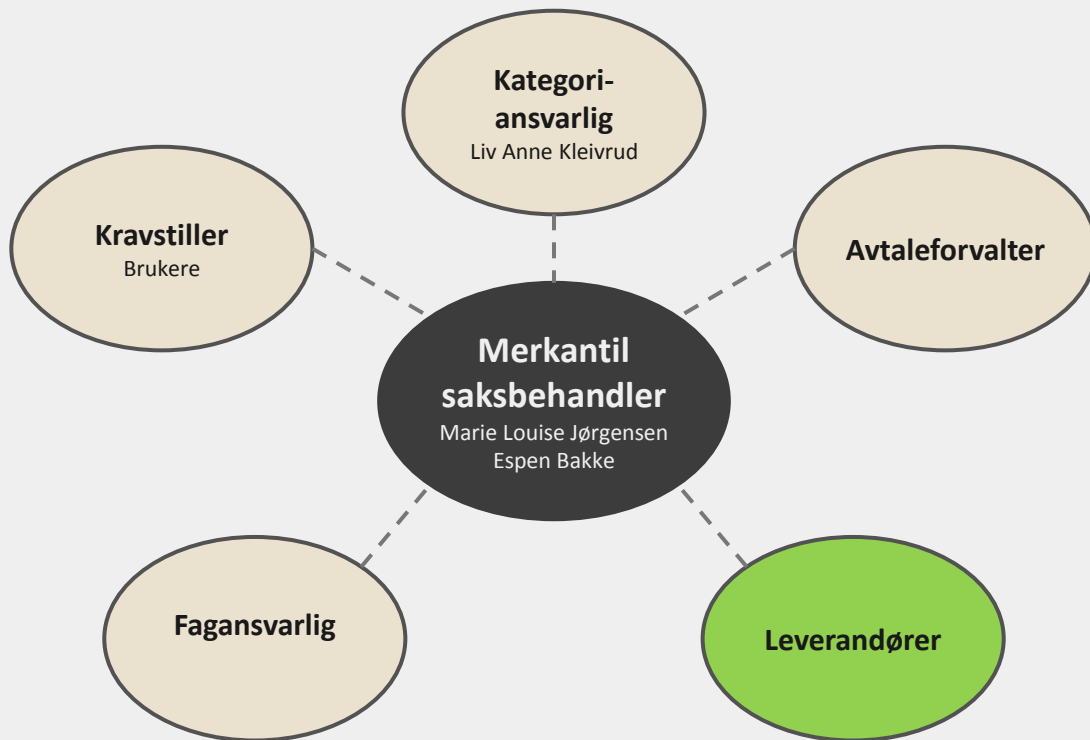 Kategori-
ansvarlig
Liv Anne Kleivrud
Kravstiller
Brukere
Avtaleforvalter
Merkantil
saksbehandler
Marie Louise Jørgensen
Espen Bakke
Fagansvarlig
Leverandører